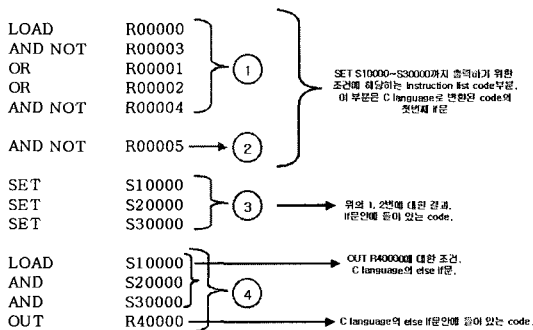 LOAD R00000
AND NOT R00003
OR R00001
OR R00002
AND NOT R00004
1
AND NOT R00005
2
SET S10000~S30000까지 출력하기 위한
조건에 해당하는 Instruction list code부분.
이 부분은 C language로 변환된 code의
첫번째 if문
SET S10000
SET S20000
SET S30000
3
위의 1, 2번에 대한 결과.
if문안에 들어 있는 code.
LOAD S10000
AND S20000
AND S30000
OUT R40000
4
OUT R40000에 대한 조건.
C language의 else if문.
C language의 else if문안에 들어 있는 code.